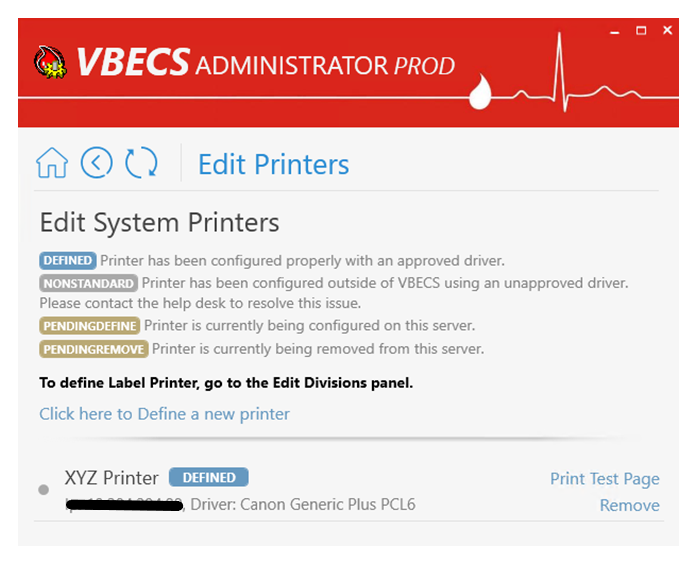 VBECS ADMINISTRATOR PROD
Edit Printers
Edit System Printers
DEFINED Printer has been configured properly with an approved driver.
NONSTANDARD Printer has been configured outside of VBECS using an unapproved driver.
Please contact the help desk to resolve this issue.
PENDINGDEFINE Printer is currently being configured on this server.
PENDINGREMOVE Printer is currently being removed from this server.
To define Label Printer, go to the Edit Divisions panel.
Click here to Define a new printer
XYZ Printer DEFINED Print Test Page
, Driver: Canon Generic Plus PCL6 Remove